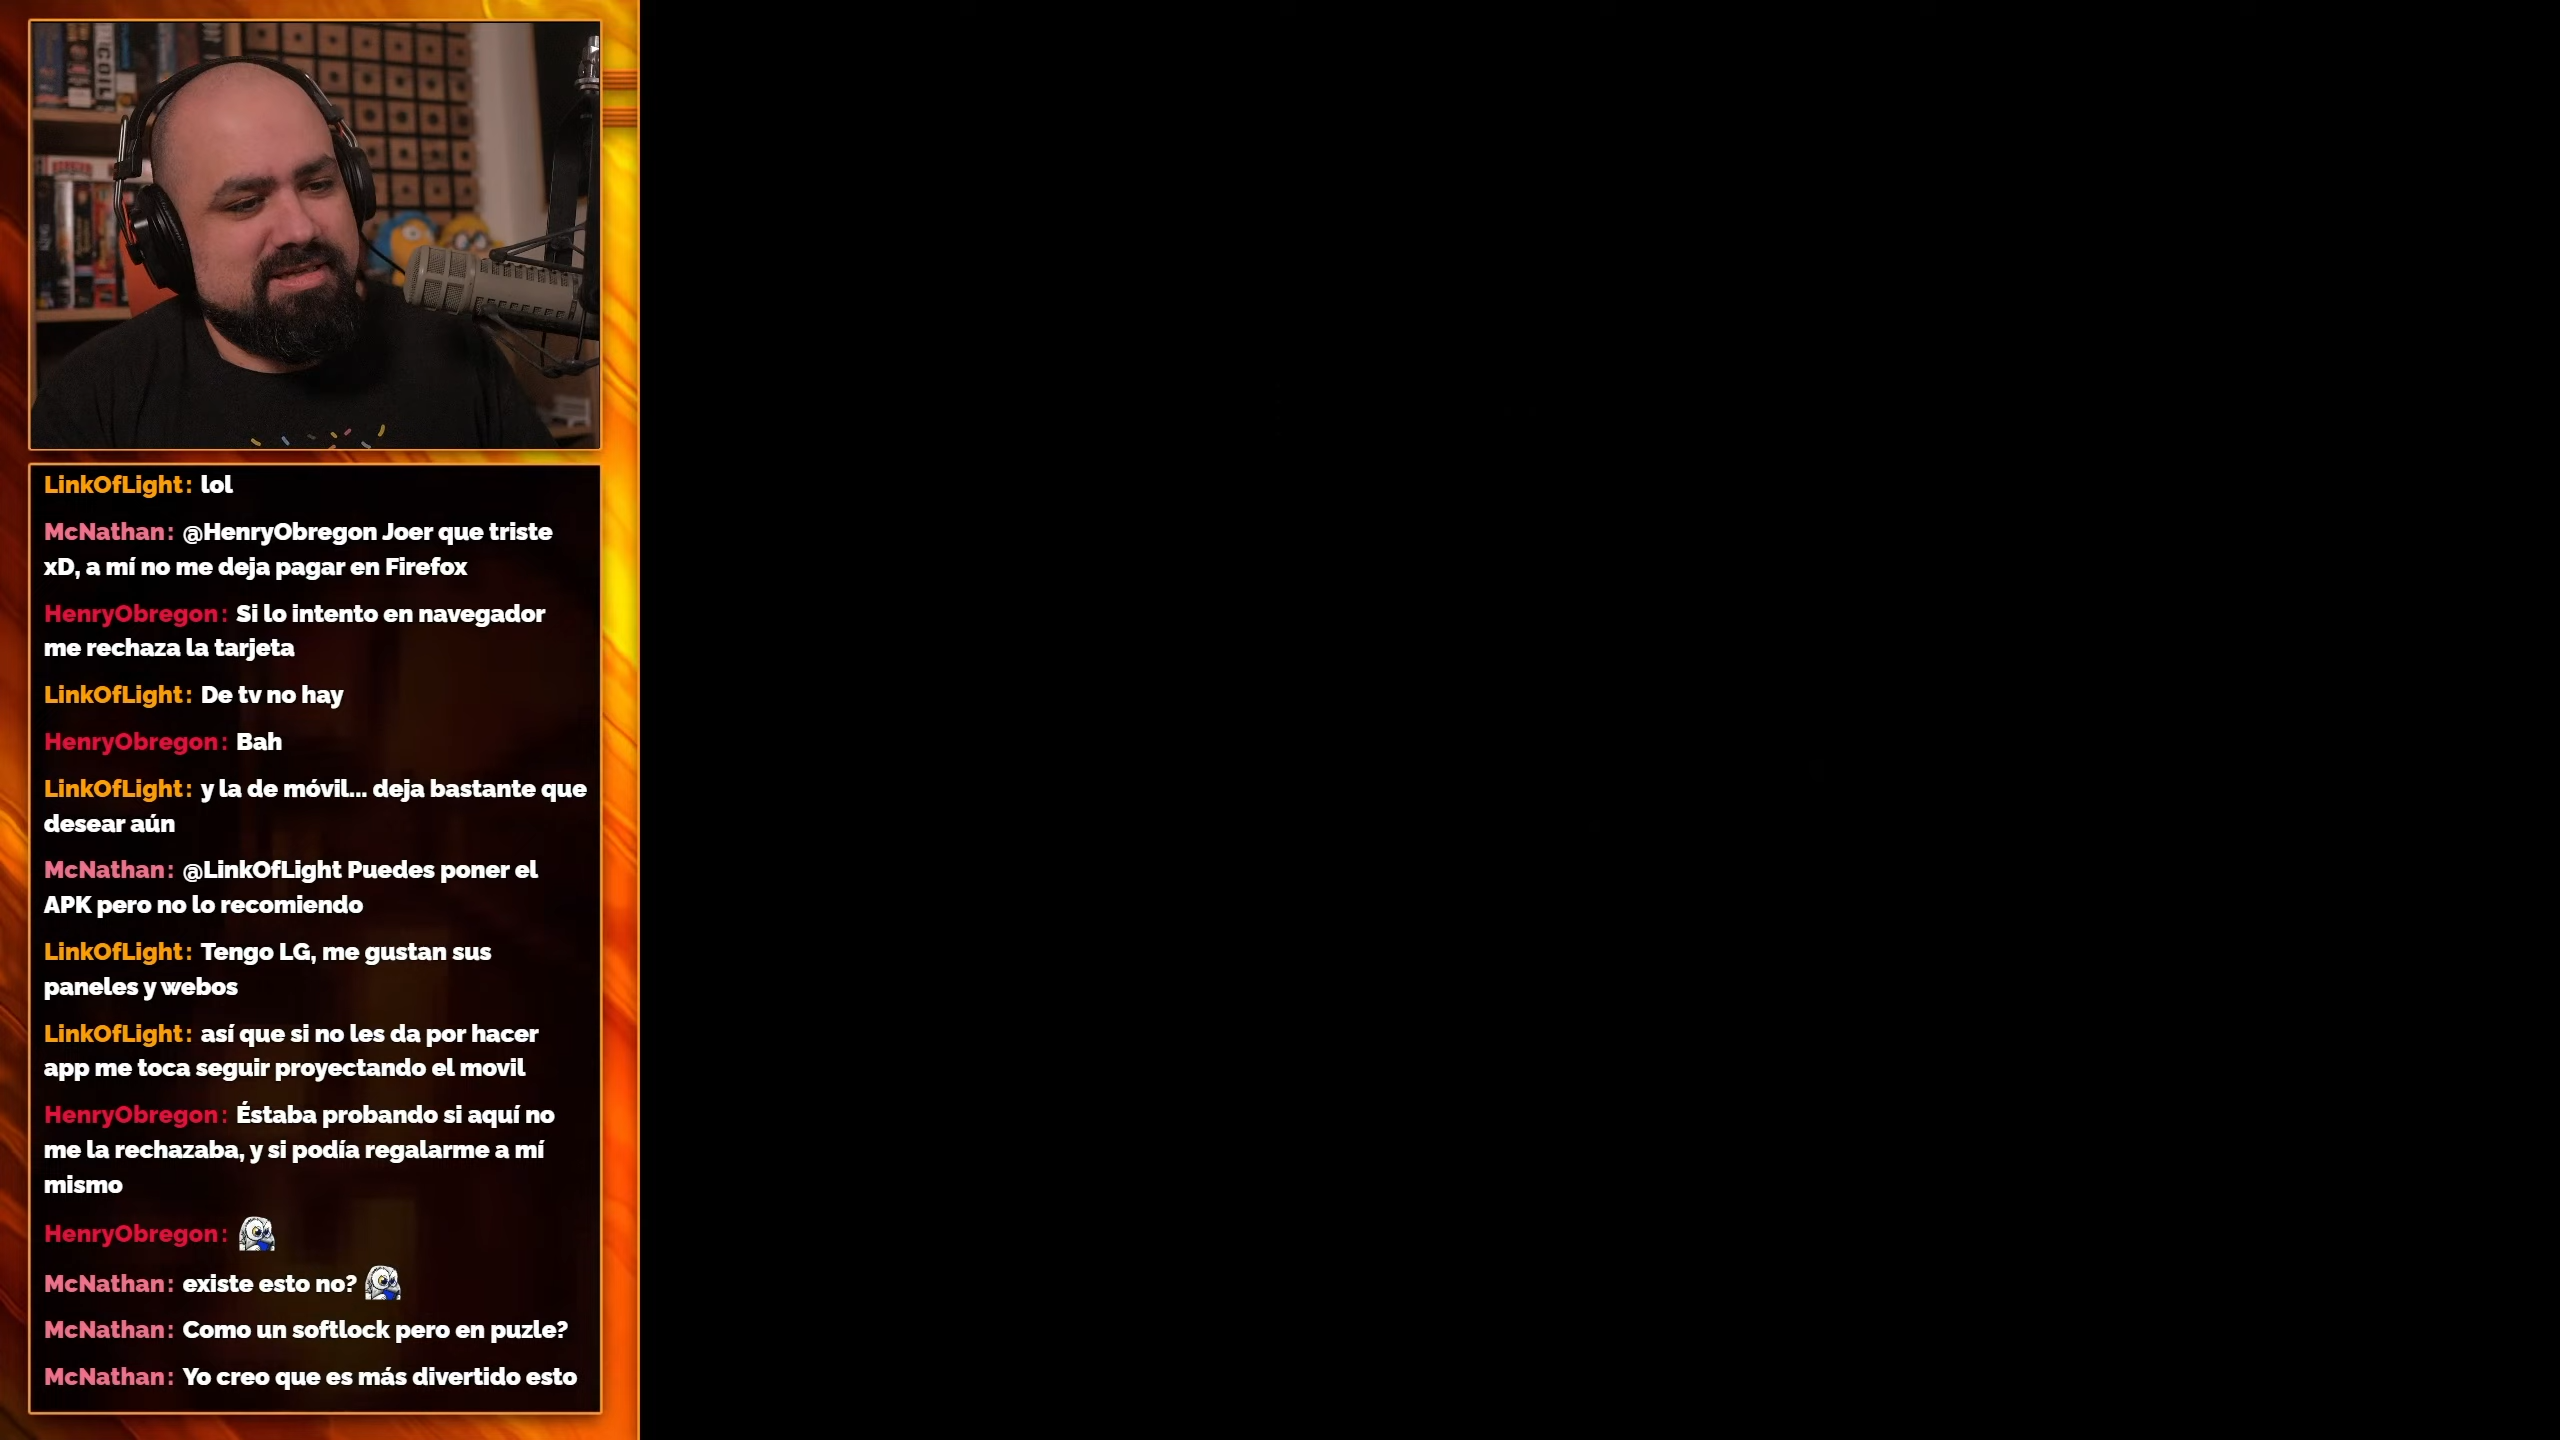 COIL
LinkOfLight: lol
McNathan: @HenryObregon Joer que triste
xD, a mí no me deja pagar en Firefox
HenryObregon: Si lo intento en navegador
me rechaza la tarjeta
LinkOfLight: De tv no hay
HenryObregon: Bah
LinkOfLight: y la de móvil... deja bastante que
desear aún
McNathan: @LinkOfLight Puedes poner el
APK pero no lo recomiendo
LinkOfLight: Tengo LG, me gustan sus
paneles y webos
LinkOfLight: así que si no les da por hacer
app me toca seguir proyectando el movil
HenryObregon: Éstaba probando si aquí no
me la rechazaba, y si podía regalarme a mí
mismo
HenryObregon:
McNathan: existe esto no?
McNathan: Como un softlock pero en puzle?
McNathan: Yo creo que es más divertido esto